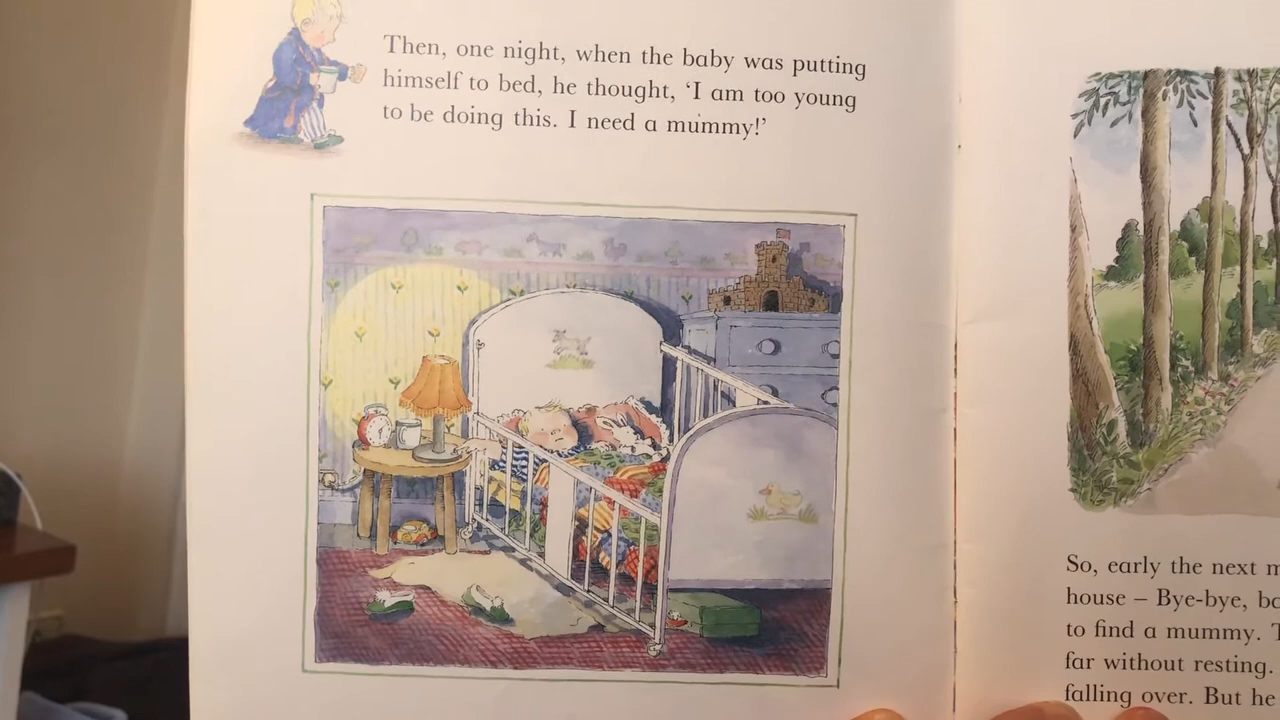 Then, one night, when the baby was putting
himself to bed, he thought, ‘I am too young
to be doing this. I need a mummy!’
So, early the next
house – Bye-bye,
to find a mummy.
far without resting.
falling over. But he